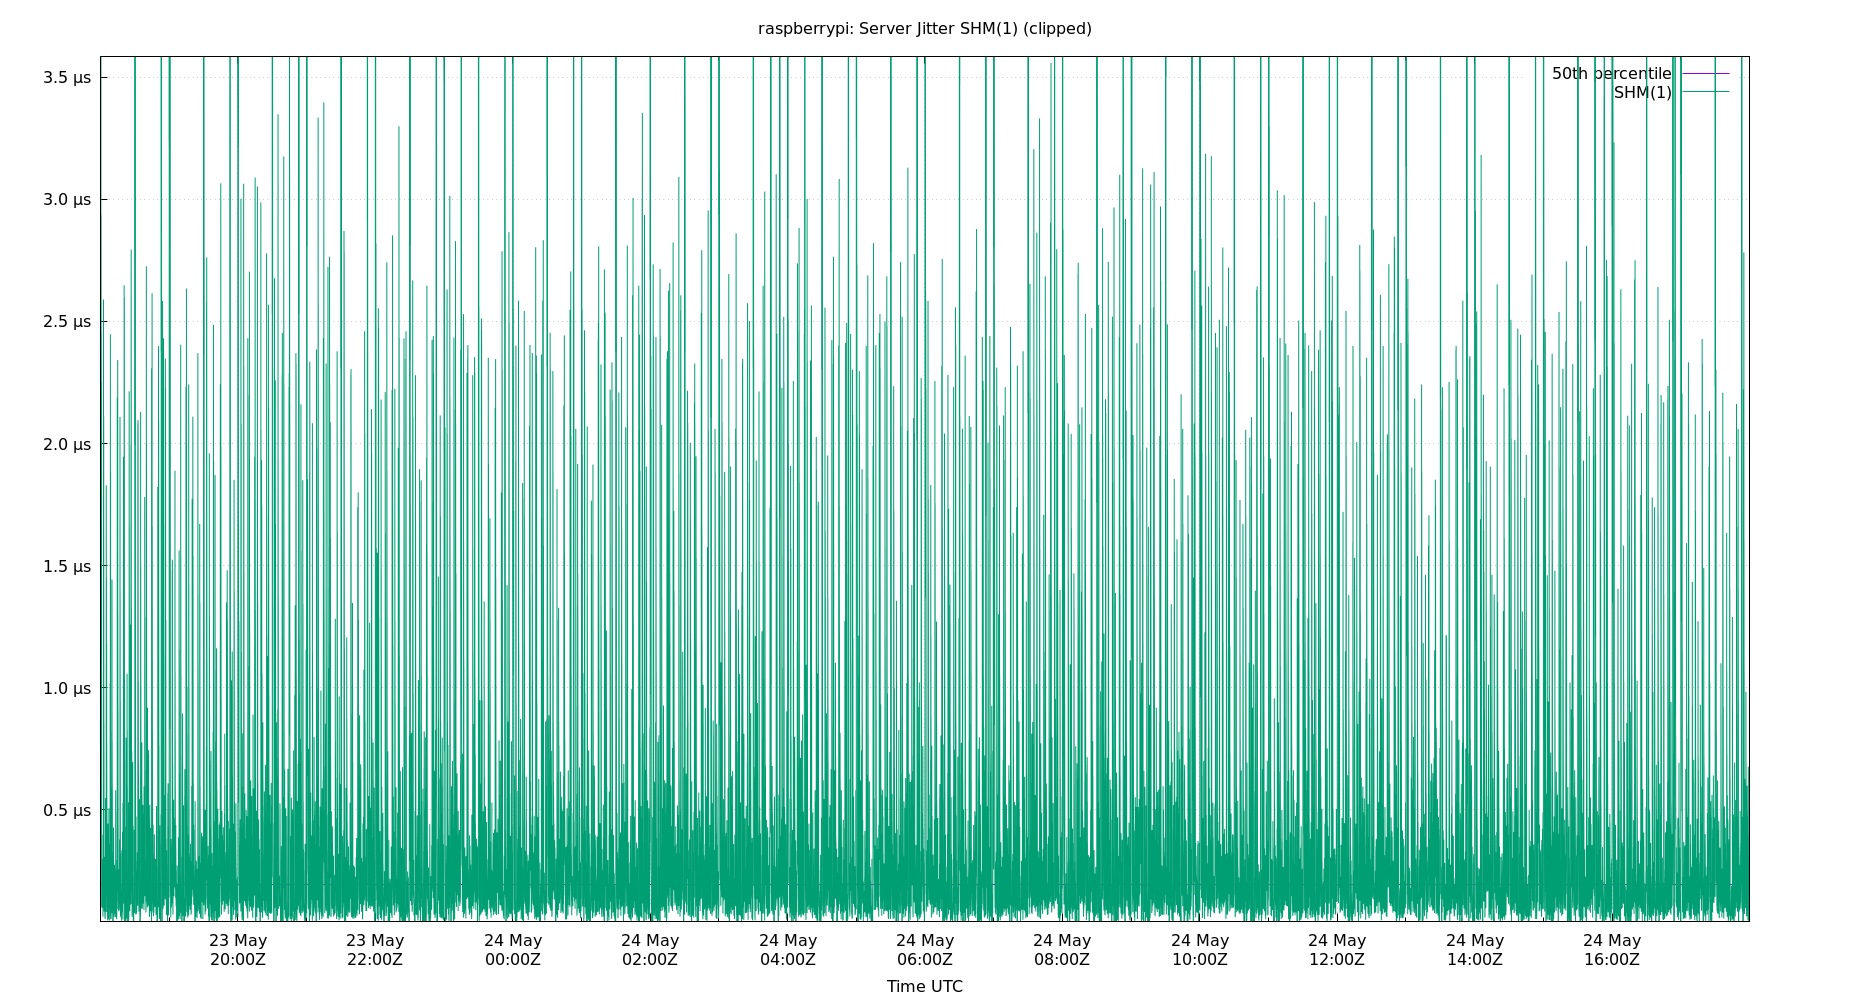 raspberrypi: Server Jitter SHM(1) (clipped)
3.5 µs
3.0 µs
2.5 µs
2.0 µs
1.5 µs
1.0 µs
0.5 µs
50th percentile
SHM(1)
23 May 23 May 24 May 24 May 24 May 24 May 24 May 24 May 24 May 24 May 24 May
20:00Z 22:00Z 00:00Z 02:00Z 04:00Z 06:00Z 08:00Z 10:00Z 12:00Z 14:00Z 16:00Z
Time UTC